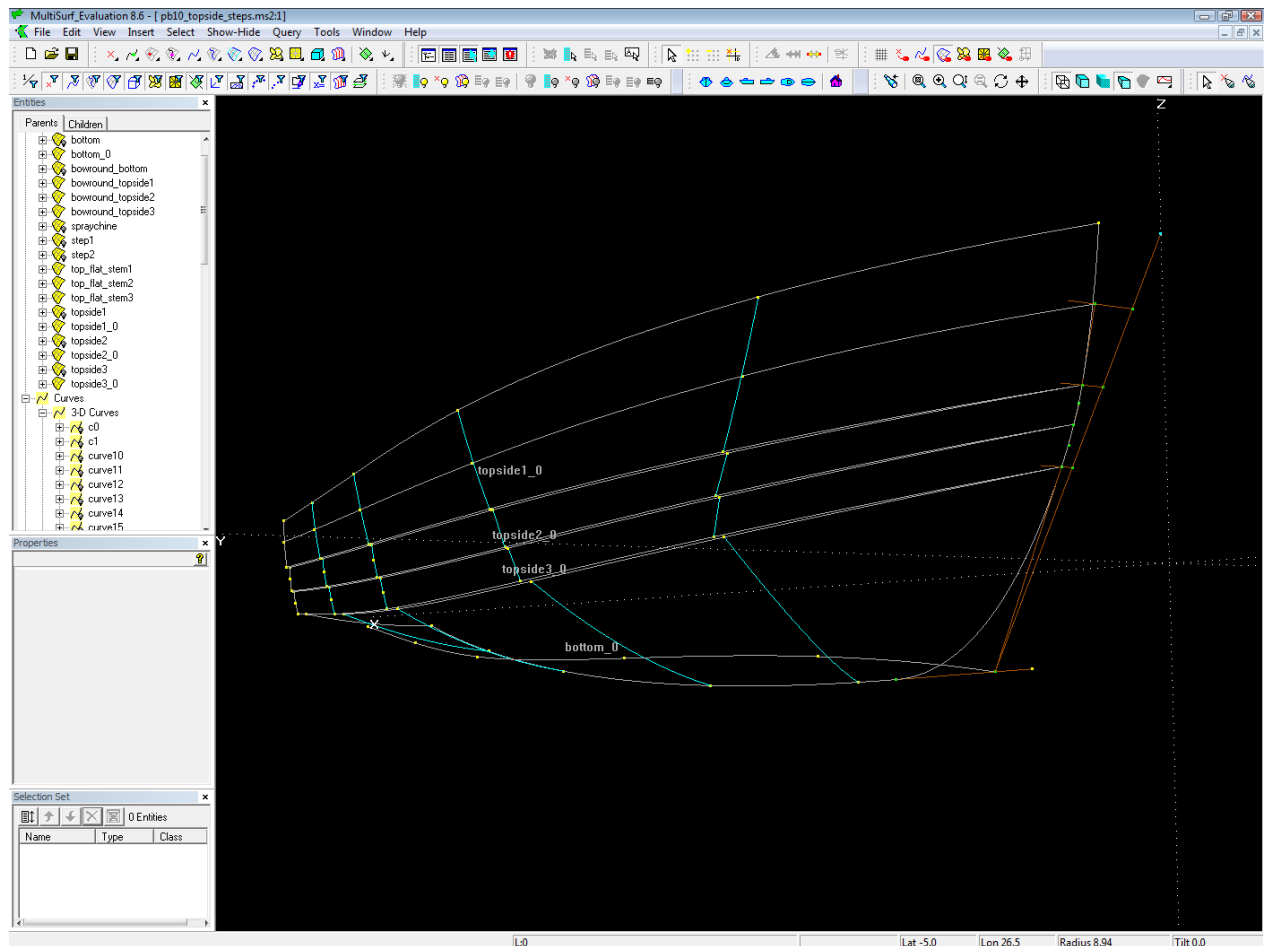 MultiSurf_Evaluation 8.6 - [ pb10_topside_steps.ms2:1]
File Edit View Insert Select Show-Hide Query Tools Window Help
Entities
Parents Children
bottom
bottom_0
bowround_bottom
bowround_topside1
bowround_topside2
bowround_topside3
spraychine
step1
step2
top_flat_stem1
top_flat_stem2
top_flat_stem3
topside1
topside1_0
topside2
topside2_0
topside3
topside3_0
Curves
3-D Curves
c0
c1
curve10
curve11
curve12
curve13
curve14
curve15
Properties
Selection Set
0 Entities
Name Type Class
Z
topside1_0
Y
topside2_0
topside3_0
X
bottom_0
L:0 Lat -5.0 Lon 26.5 Radius 8.94 Tilt 0.0